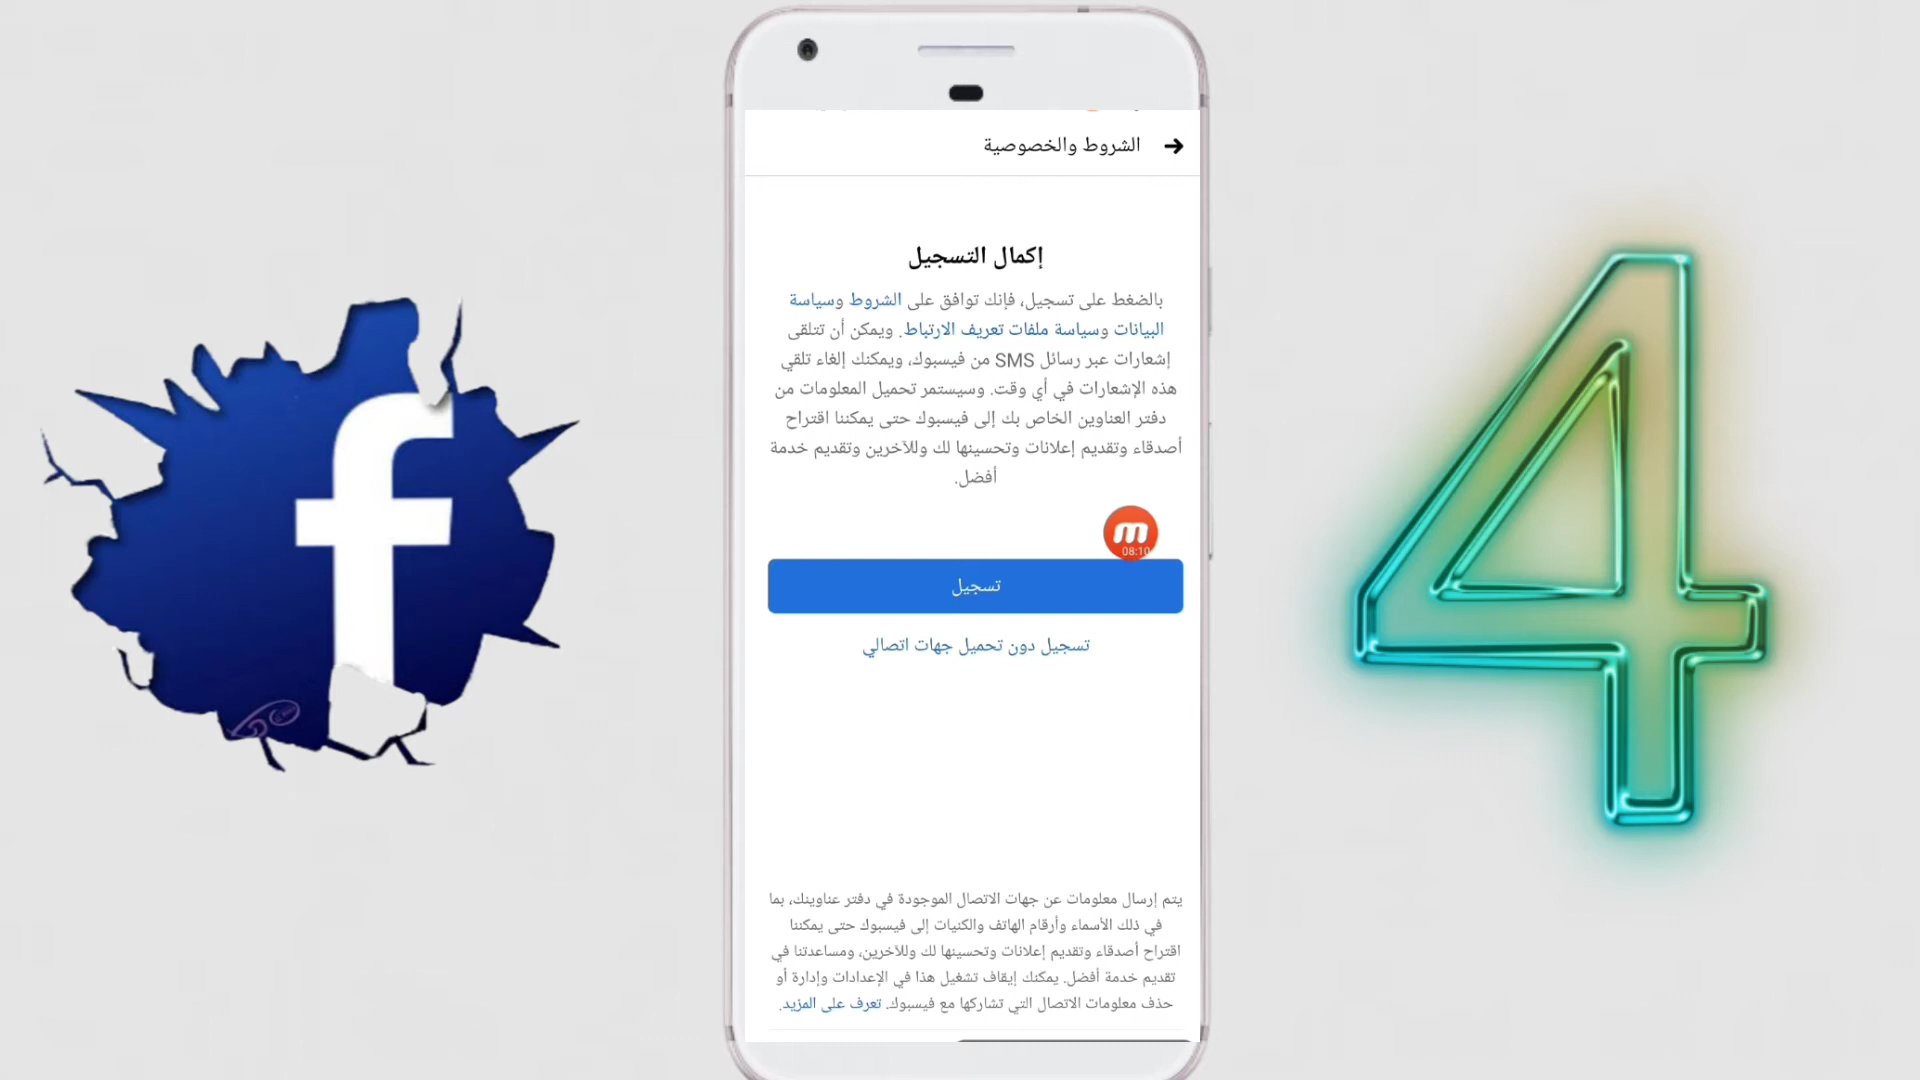 الشروط والخصوصية
إكمال التسجيل
بالضغط على تسجيل، فإنك توافق على الشروط وسياسة
البيانات وسياسة ملفات تعريف الارتباط. ويمكن أن تتلقى
إشعارات عبر رسائل SMS من فيسبوك، ويمكنك إلغاء تلقي
هذه الإشعارات في أي وقت. وسيستمر تحميل المعلومات من
دفتر العناوين الخاص بك إلى فيسبوك حتى يمكننا اقتراح
أصدقاء وتقديم إعلانات وتحسينها لك وللآخرين وتقديم خدمة
أفضل.
m
08:10
تسجيل
تسجيل دون تحميل جهات اتصالي
يتم إرسال معلومات عن جهات الاتصال الموجودة في دفتر عناوينك، بما
في ذلك الأسماء وأرقام الهاتف والكنيات إلى فيسبوك حتى يمكننا
اقتراح أصدقاء وتقديم إعلانات وتحسينها لك وللآخرين، ومساعدتنا في
تقديم خدمة أفضل. يمكنك إيقاف تشغيل هذا في الإعدادات وإدارة أو
حذف معلومات الاتصال التي تشاركها مع فيسبوك. تعرف على المزيد.
f
4